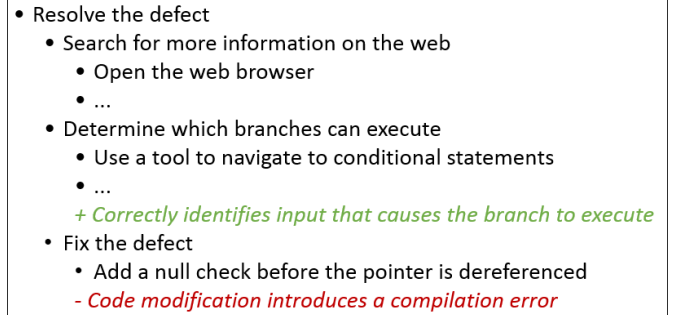 • Resolve the defect
• Search for more information on the web
• Open the web browser
• ...
• Determine which branches can execute
• Use a tool to navigate to conditional statements
• ...
+ Correctly identifies input that causes the branch to execute
• Fix the defect
• Add a null check before the pointer is dereferenced
- Code modification introduces a compilation error